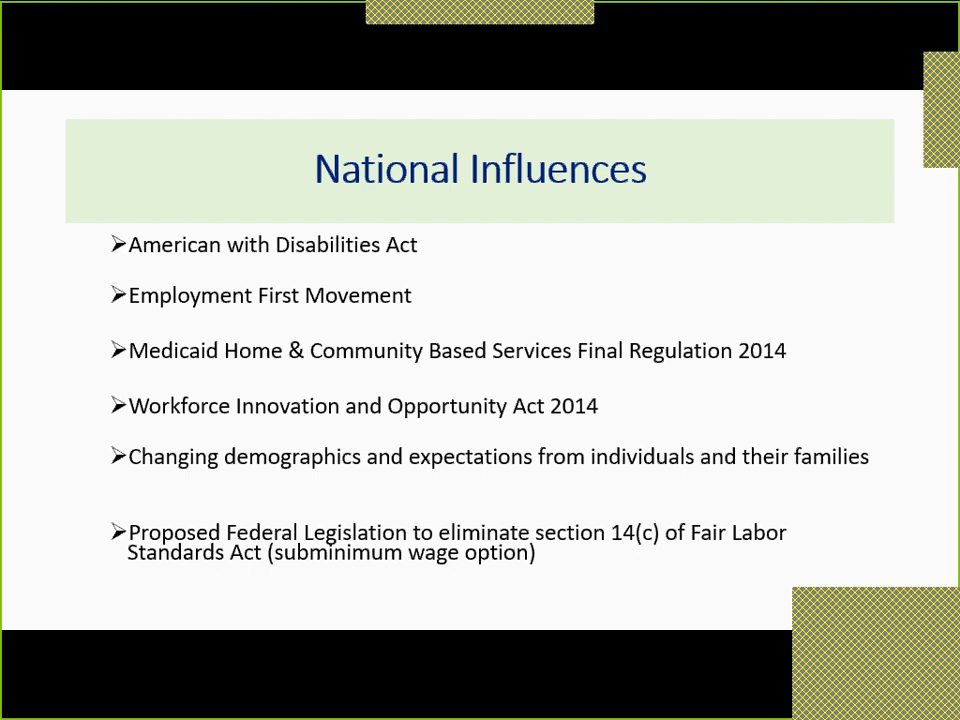 National Influences
➢American with Disabilities Act
➢Employment First Movement
➢Medicaid Home & Community Based Services Final Regulation 2014
➢Workforce Innovation and Opportunity Act 2014
➢Changing demographics and expectations from individuals and their families
➢Proposed Federal Legislation to eliminate section 14(c) of Fair Labor
Standards Act (subminimum wage option)